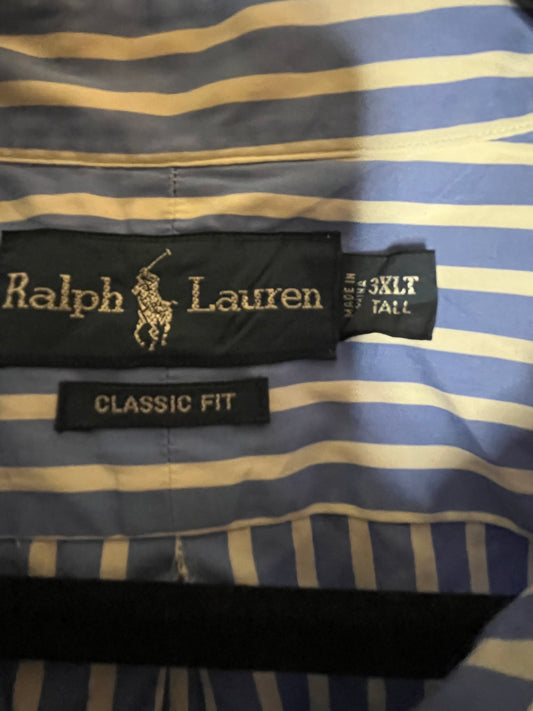 Ralph Lauren
MADE IN
CHINA
3XLT
TALL
CLASSIC FIT